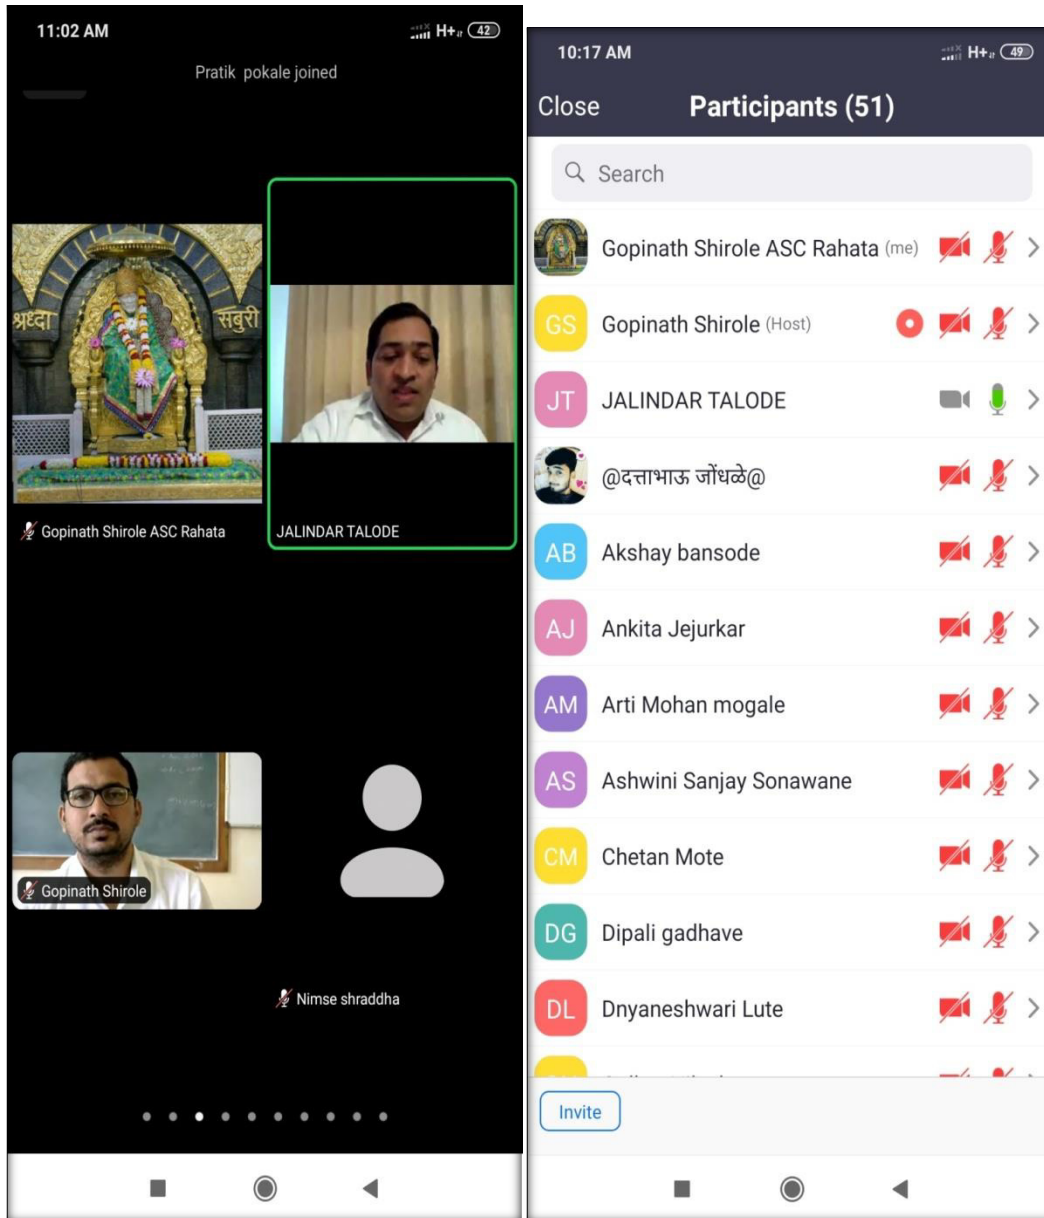 11:02 AM
H+
42
Pratik pokale joined
श्रध्दा
सबुरी
Gopinath Shirole ASC Rahata
JALINDAR TALODE
Gopinath Shirole
Nimse shraddha
10:17 AM
H+
49
Close
Participants (51)
Search
Gopinath Shirole ASC Rahata (me)
GS
Gopinath Shirole (Host)
JT
JALINDAR TALODE
@दत्ताभाऊ जोंधळे@
AB
Akshay bansode
AJ
Ankita Jejurkar
AM
Arti Mohan mogale
AS
Ashwini Sanjay Sonawane
CM
Chetan Mote
DG
Dipali gadhave
DL
Dnyaneshwari Lute
Invite